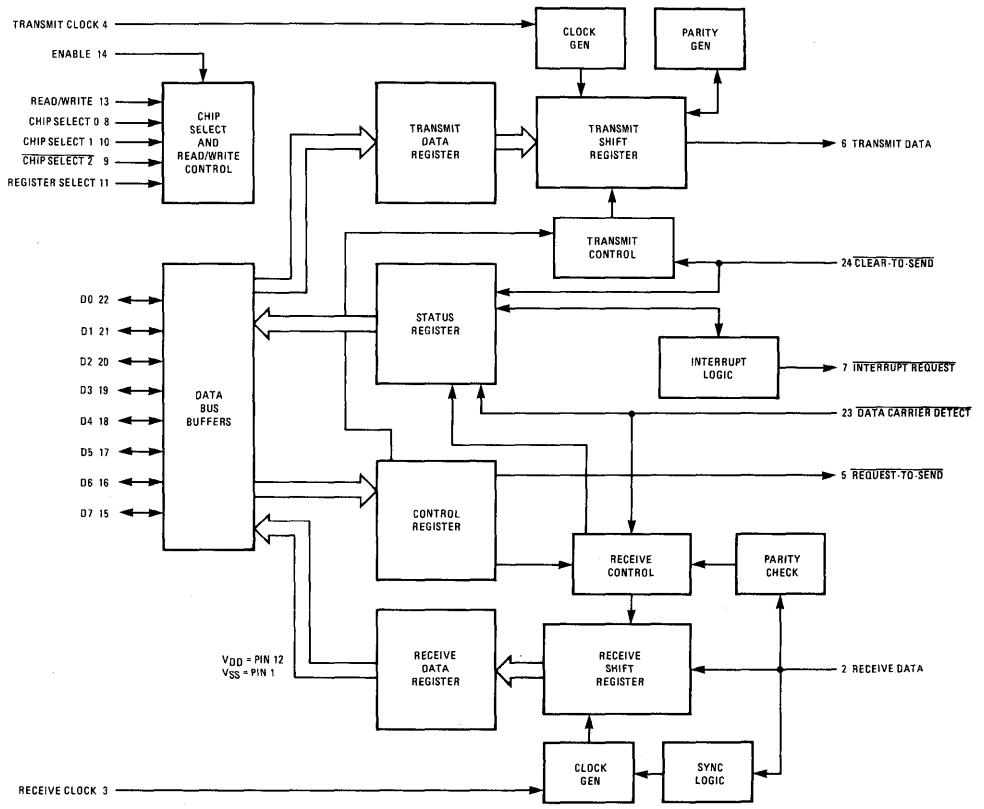 TRANSMIT CLOCK 4
CLOCK
GEN
PARITY
GEN
ENABLE 14
READ/WRITE 13
CHIP SELECT 0 8
CHIP SELECT 1 10
CHIP SELECT 2 9
REGISTER SELECT 11
CHIP
SELECT
AND
READ/WRITE
CONTROL
TRANSMIT
DATA
REGISTER
TRANSMIT
SHIFT
REGISTER
6 TRANSMIT DATA
TRANSMIT
CONTROL
24 CLEAR-TO-SEND
D0 22
D1 21
D2 20
D3 19
D4 18
D5 17
D6 16
D7 15
DATA
BUS
BUFFERS
STATUS
REGISTER
INTERRUPT
LOGIC
7 INTERRUPT REQUEST
23 DATA CARRIER DETECT
5 REQUEST-TO-SEND
CONTROL
REGISTER
RECEIVE
CONTROL
PARITY
CHECK
VDD = PIN 12
VSS = PIN 1
RECEIVE
DATA
REGISTER
RECEIVE
SHIFT
REGISTER
2 RECEIVE DATA
CLOCK
GEN
SYNC
LOGIC
RECEIVE CLOCK 3